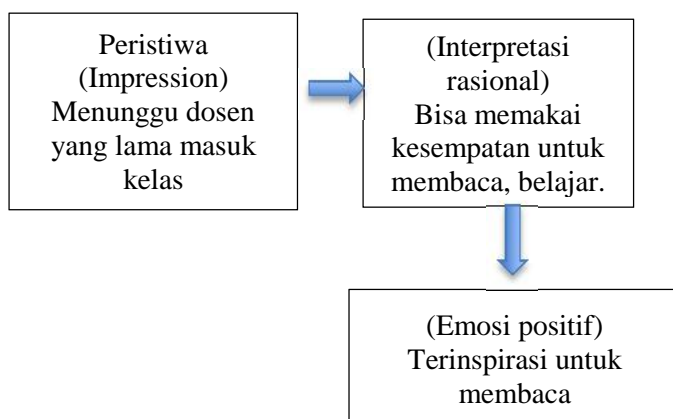 Peristiwa
(Impression)
Menunggu dosen
yang lama masuk
kelas
(Interpretasi
rasional)
Bisa memakai
kesempatan untuk
membaca, belajar.
(Emosi positif)
Terinspirasi untuk
membaca